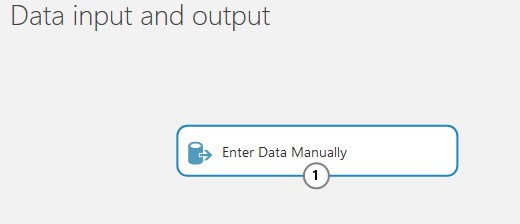 Data input and output
Enter Data Manually
1